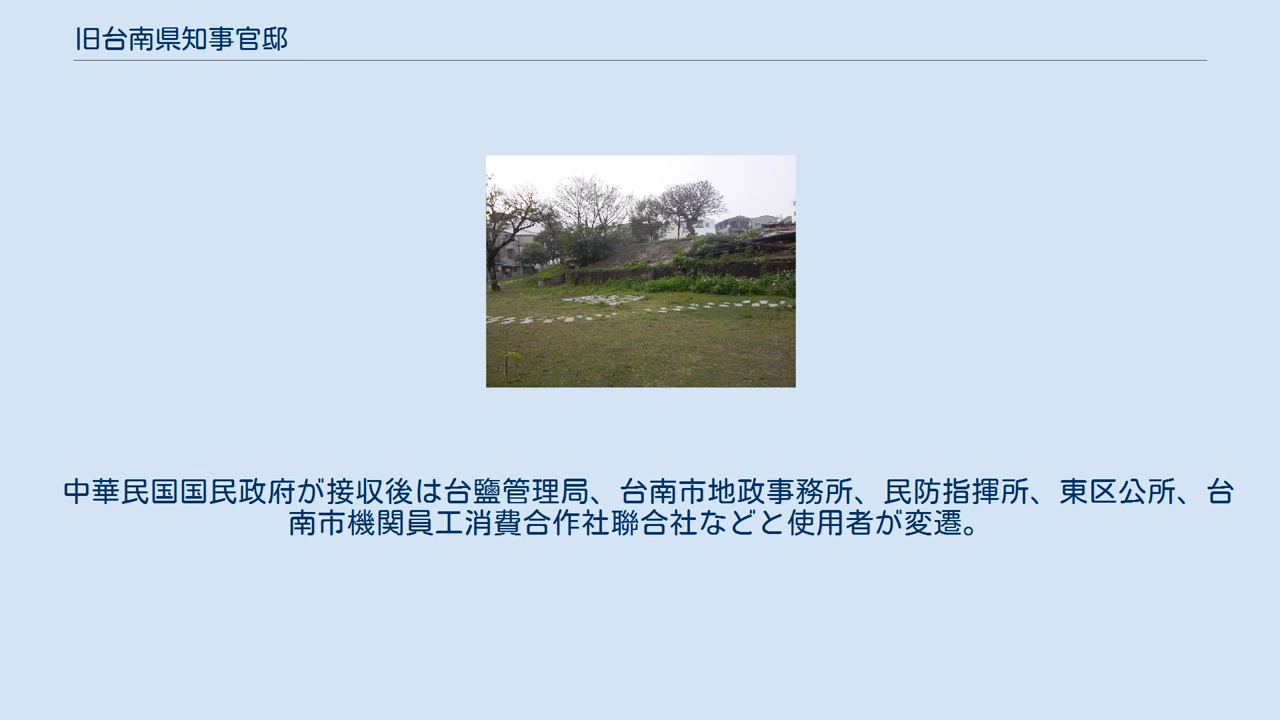 旧台南県知事官邸
中華民国国民政府が接収後は台鹽管理局、台南市地政事務所、民防指揮所、東区公所、台
南市機関員工消費合作社聯合社などと使用者が変遷。